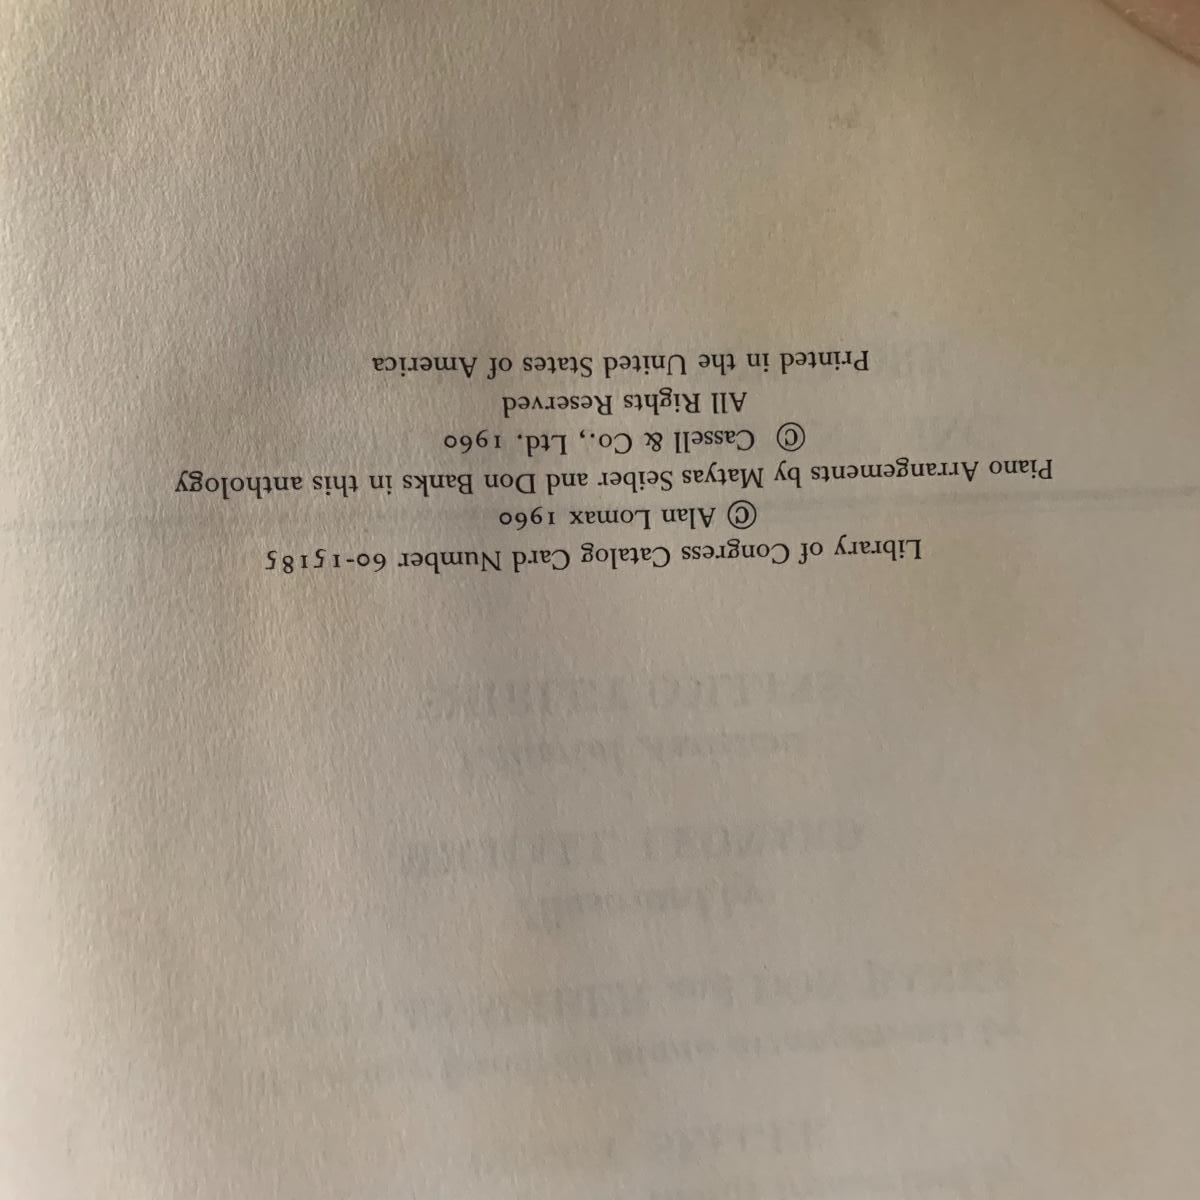 Library of Congress Catalog Card Number 60-15185
© Alan Lomax 1960
Piano Arrangements by Matyas Seiber and Don Banks in this anthology
© Cassell & Co., Ltd. 1960
All Rights Reserved
Printed in the United States of America